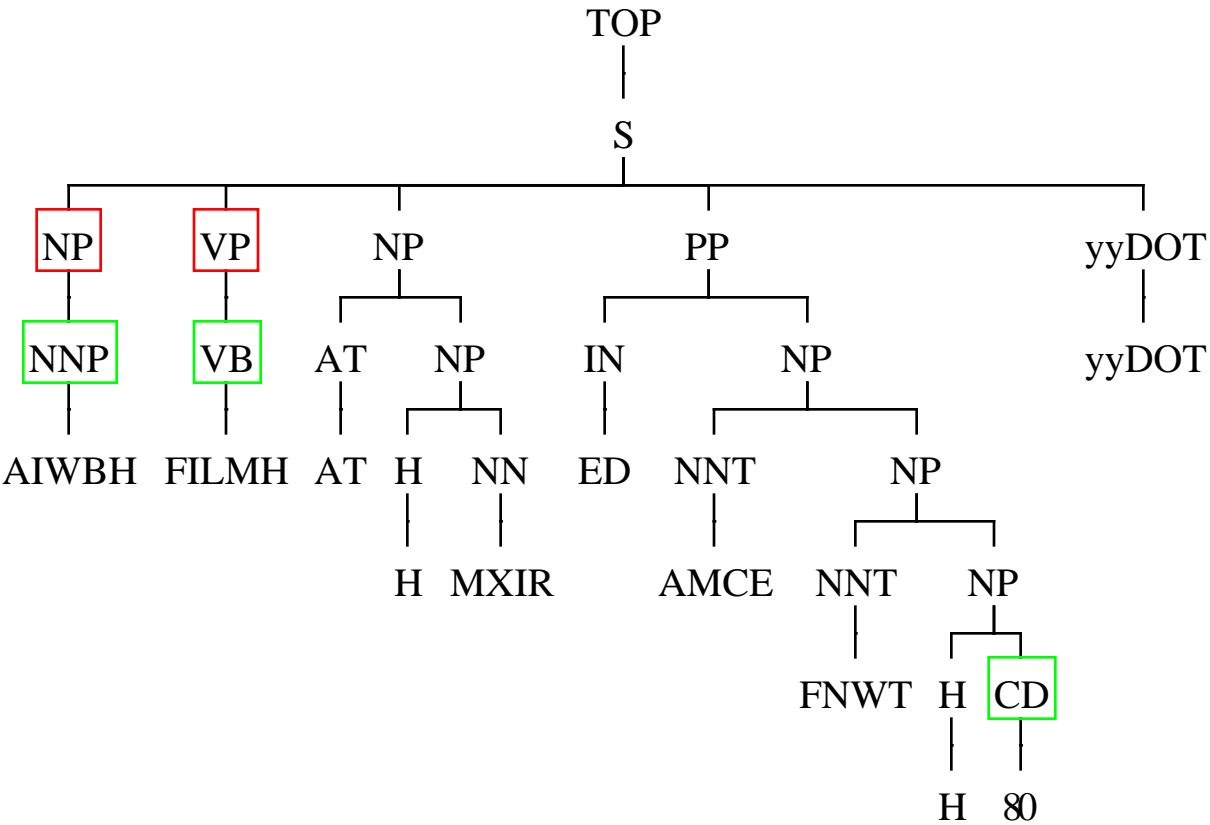 TOP
S
NP VP NP PP yyDOT
NNP VB AT NP IN NP yyDOT
AIWBH FILMH AT H NN ED NNT NP
H MXIR AMCE NNT NP
FNWT H CD
H 80